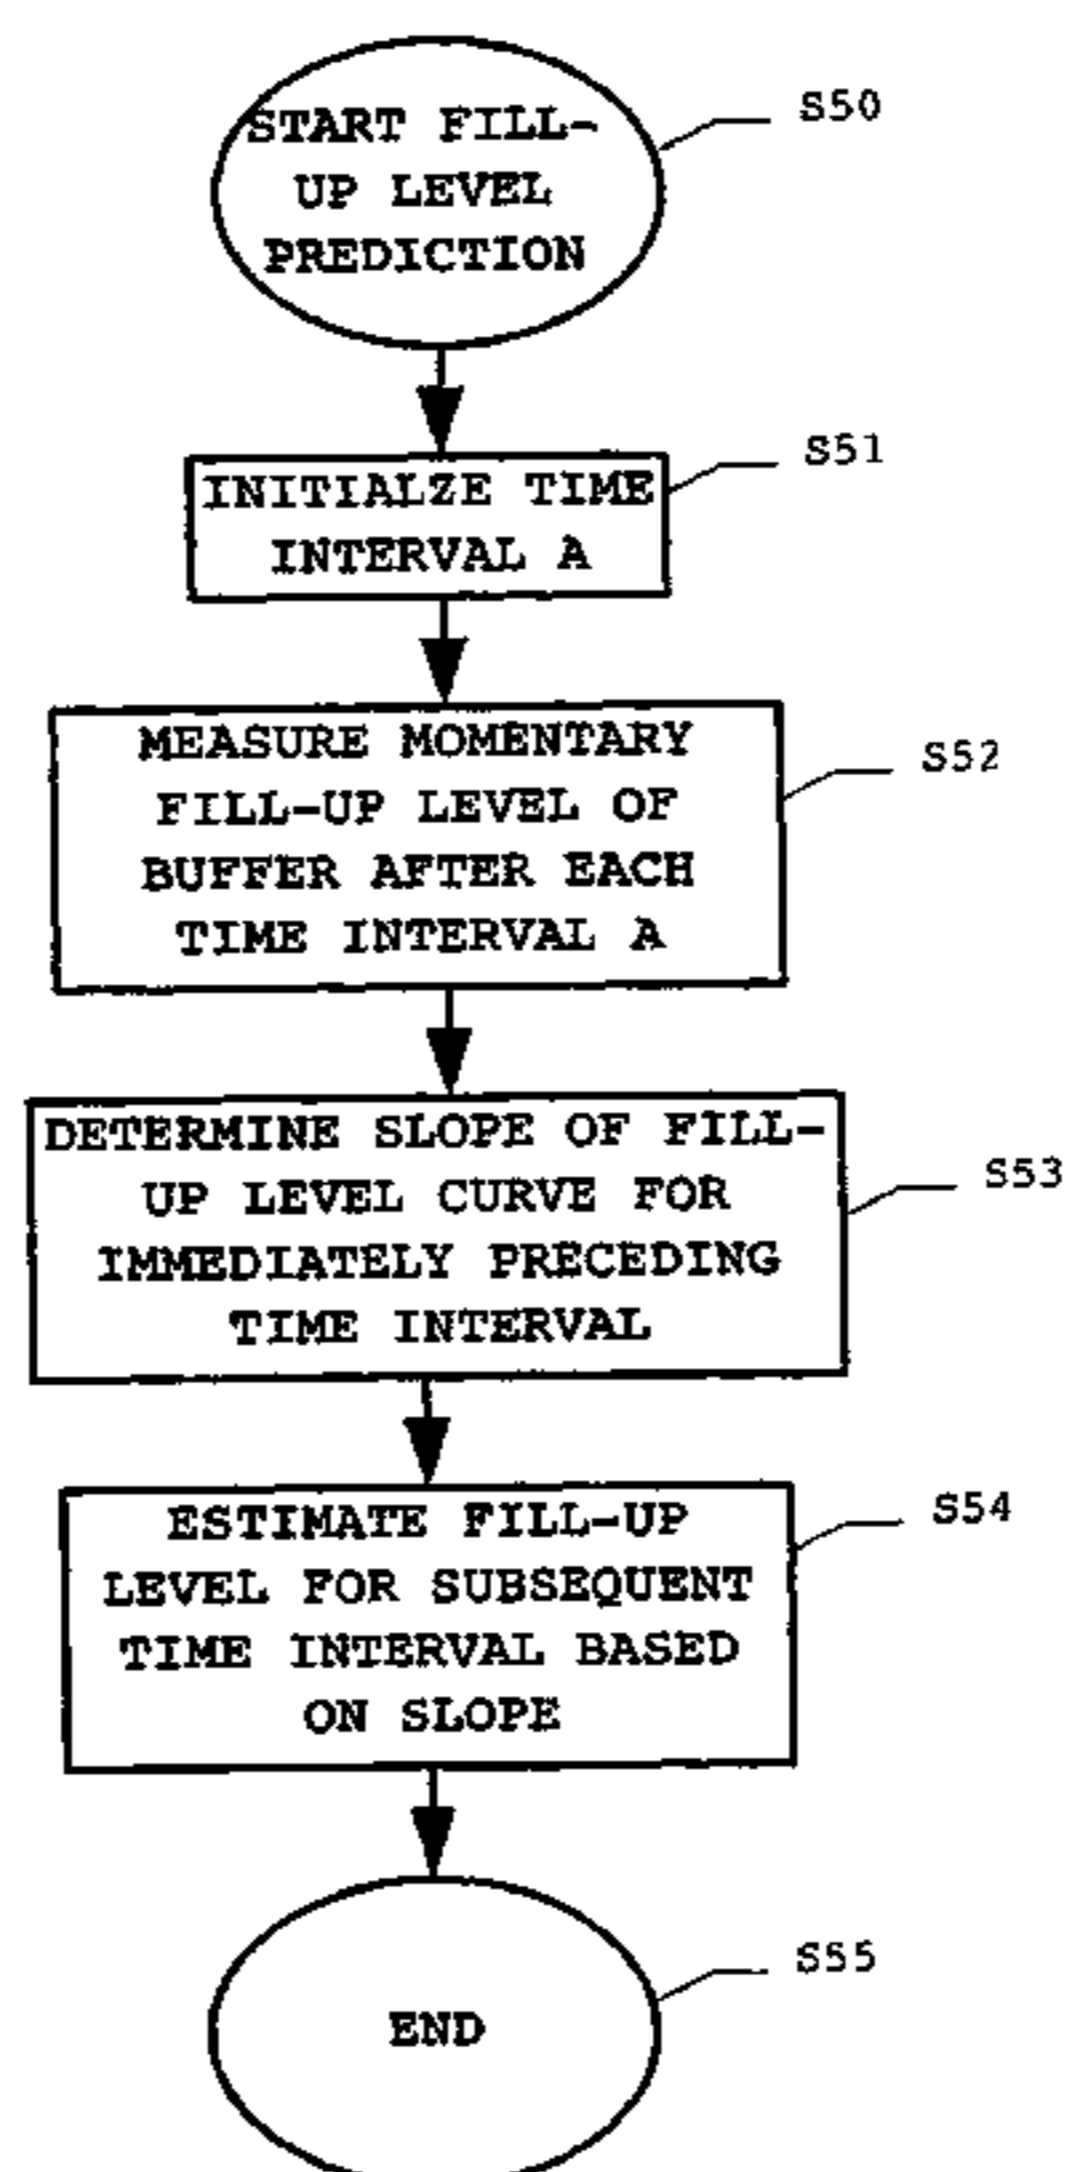 START FILL-
UP LEVEL
PREDICTION
S50
INITIALZE TIME
INTERVAL A
S51
MEASURE MOMENTARY
FILL-UP LEVEL OF
BUFFER AFTER EACH
TIME INTERVAL A
S52
DETERMINE SLOPE OF FILL-
UP LEVEL CURVE FOR
IMMEDIATELY PRECEDING
TIME INTERVAL
S53
ESTIMATE FILL-UP
LEVEL FOR SUBSEQUENT
TIME INTERVAL BASED
ON SLOPE
S54
END
S55